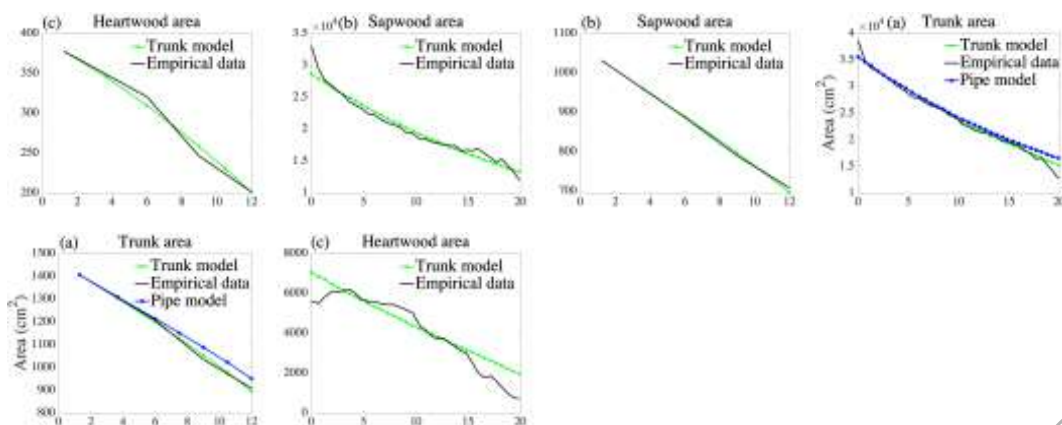 (c) Heartwood area
400
350
300
250
200
0 2 4 6 8 10 12
Trunk model
Empirical data
×10⁴ (b) Sapwood area
3.5
3
2.5
2
1.5
1
0 5 10 15 20
Trunk model
Empirical data
(b) Sapwood area
1100
1000
900
800
700
0 2 4 6 8 10 12
Trunk model
Empirical data
×10⁴ (a) Trunk area
4
3.5
3
2.5
2
1.5
1
Area (cm²)
0 5 10 15 20
Trunk model
Empirical data
Pipe model
(a) Trunk area
1500
1400
1300
1200
1100
1000
900
800
Area (cm²)
0 2 4 6 8 10 12
Trunk model
Empirical data
Pipe model
(c) Heartwood area
8000
6000
4000
2000
0
0 5 10 15 20
Trunk model
Empirical data